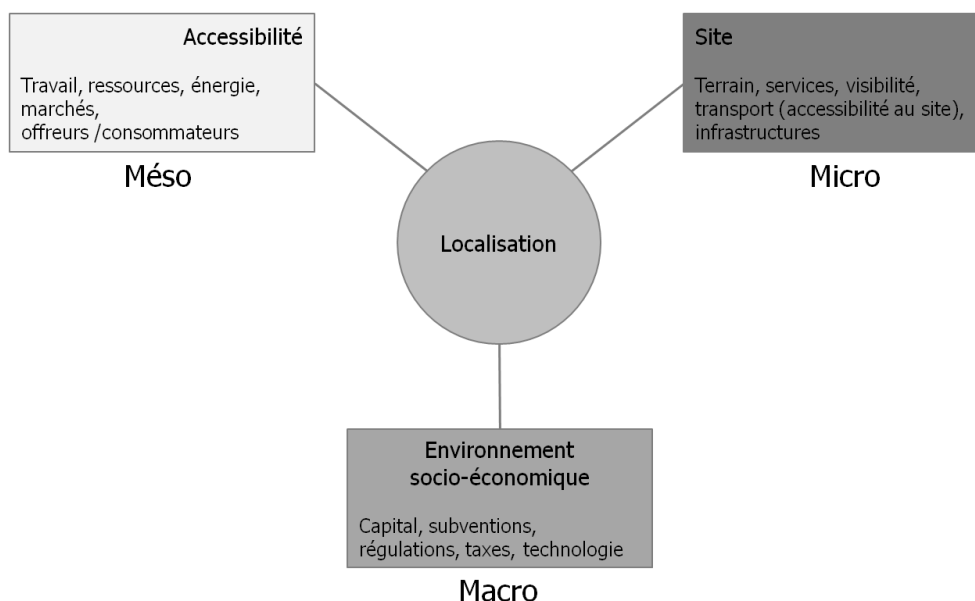 Accessibilité
Travail, ressources, énergie,
marchés,
offreurs /consommateurs
Méso
Site
Terrain, services, visibilité,
transport (accessibilité au site),
infrastructures
Micro
Localisation
Environnement
socio-économique
Capital, subventions,
régulations, taxes, technologie
Macro